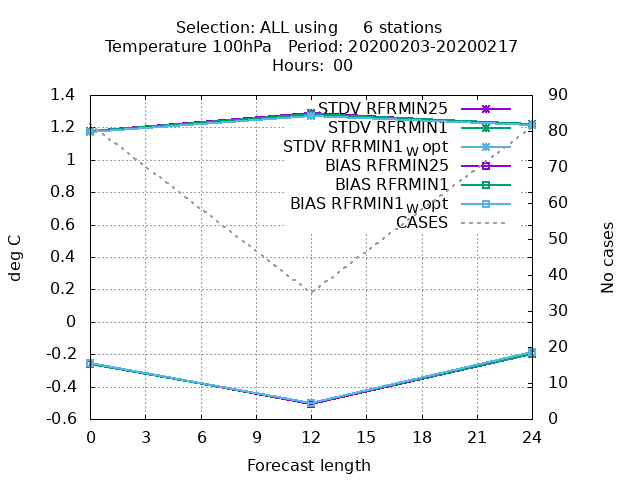 Selection: ALL using 6 stations
Temperature 100hPa Period: 20200203-20200217
Hours: 00
1.4
1.2
1
0.8
0.6
0.4
0.2
0
-0.2
-0.4
-0.6
deg C
90
80
70
60
50
40
30
20
10
0
No cases
STDV RFRMIN25
STDV RFRMIN1
STDV RFRMIN1W opt
BIAS RFRMIN25
BIAS RFRMIN1
BIAS RFRMIN1W opt
CASES
0 3 6 9 12 15 18 21 24
Forecast length